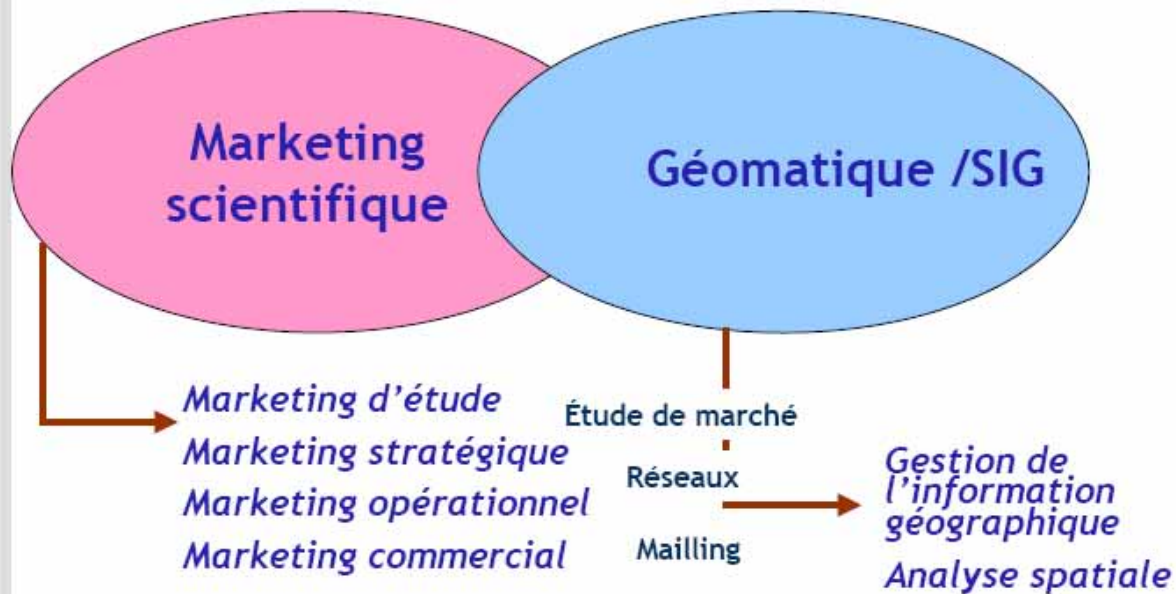 Marketing
scientifique
Géomatique /SIG
Marketing d'étude
Marketing stratégique
Marketing opérationnel
Marketing commercial
Étude de marché
Réseaux
Mailling
Gestion de
l'information
géographique
Analyse spatiale